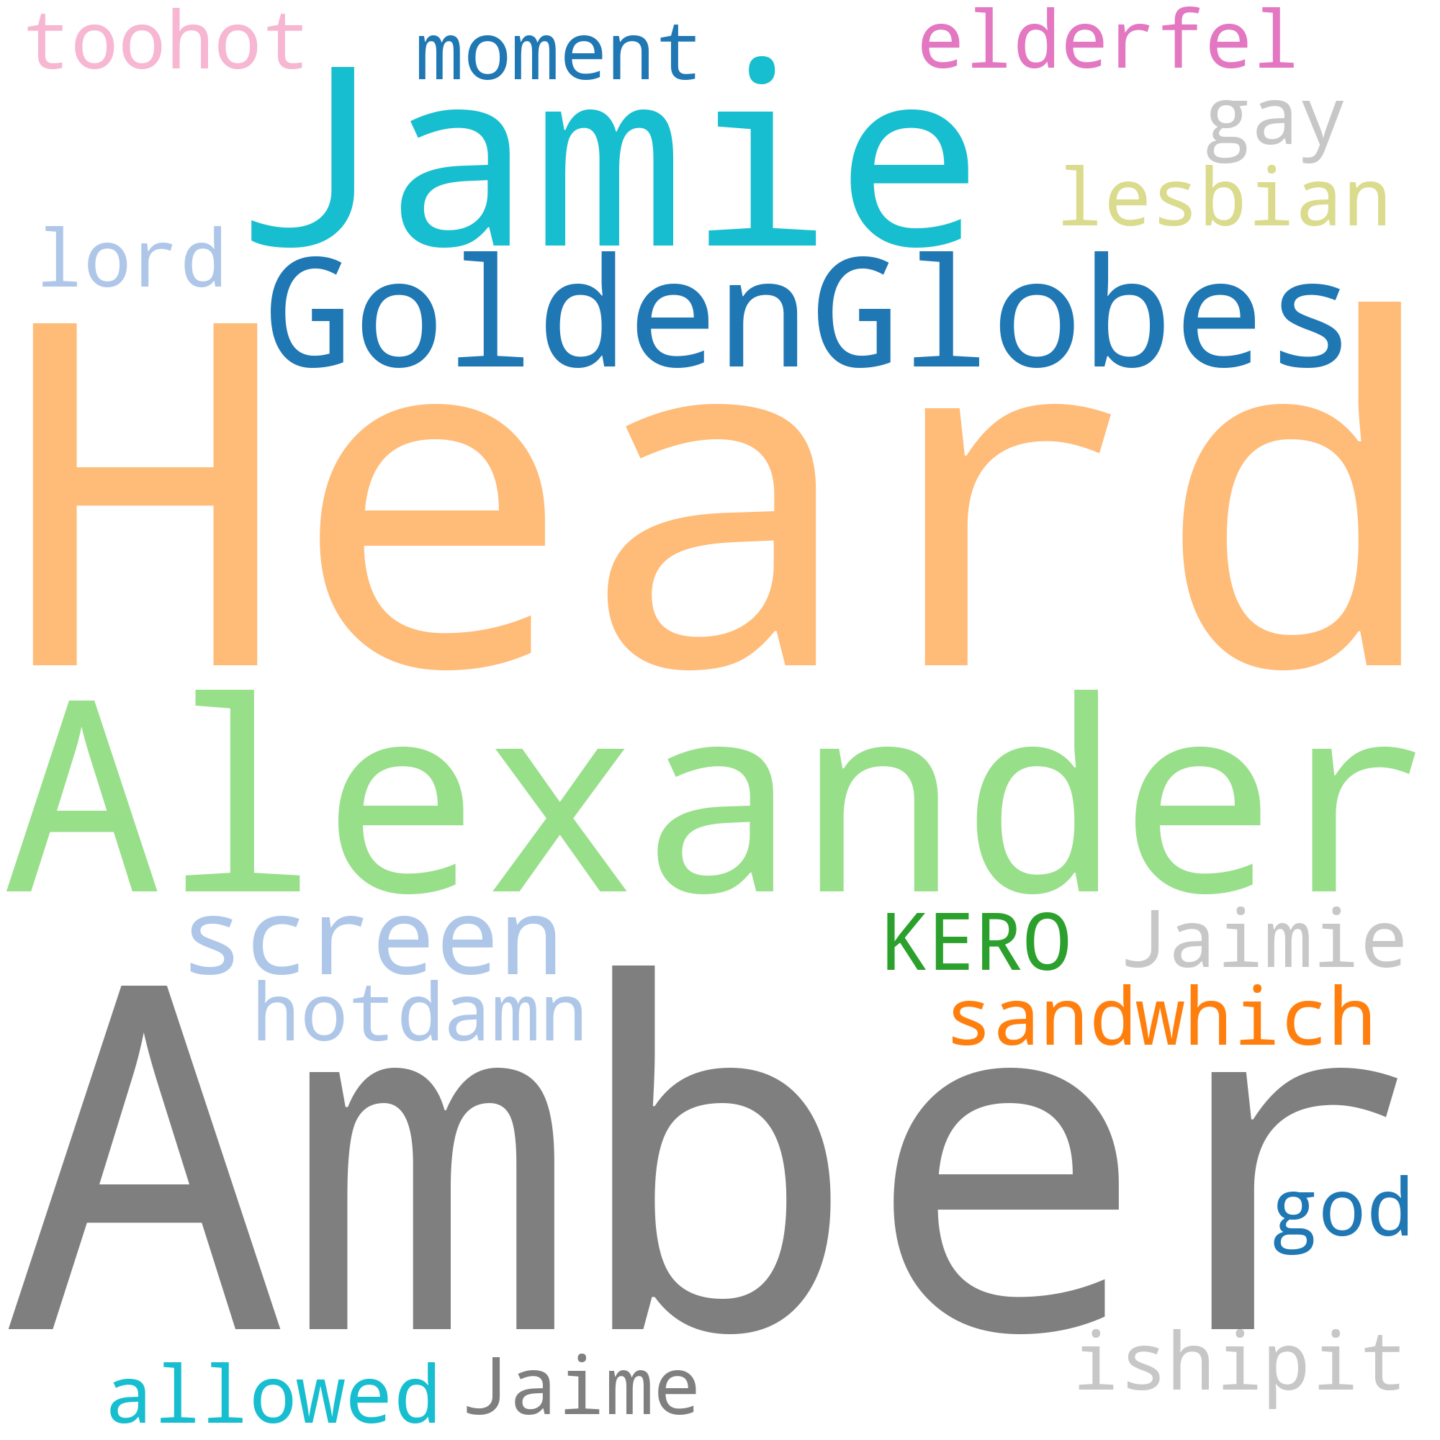 toohot moment elderfel
Jamie gay
lesbian
lord
GoldenGlobes
Heard
Alexander
screen KERO Jaimie
hotdamn sandwhich
Amber
god
allowed Jaime ishipit